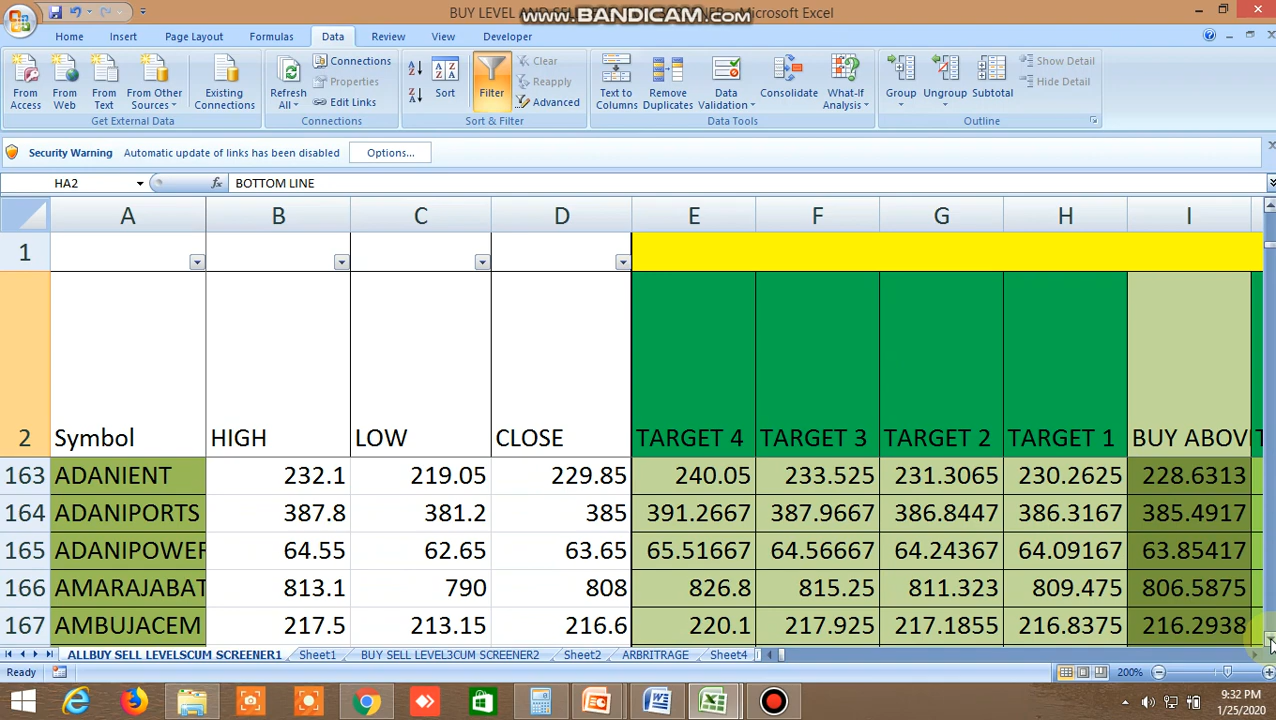 BUY LEVEL AND SEL
www.BANDICAM.com
Microsoft Excel
Home Insert Page Layout Formulas Data Review View Developer
From Access
From Web
From Text
From Other Sources
Existing Connections
Get External Data
Refresh All
Connections
Properties
Edit Links
Connections
Sort
Filter
Clear
Reapply
Advanced
Sort & Filter
Text to Columns
Remove Duplicates
Data Validation
Consolidate
What-If Analysis
Data Tools
Group
Ungroup
Subtotal
Show Detail
Hide Detail
Outline
Security Warning Automatic update of links has been disabled Options...
HA2 fx BOTTOM LINE
A B C D E F G H I
1
2 Symbol HIGH LOW CLOSE TARGET 4 TARGET 3 TARGET 2 TARGET 1 BUY ABOV
163 ADANIENT 232.1 219.05 229.85 240.05 233.525 231.3065 230.2625 228.6313
164 ADANIPORTS 387.8 381.2 385 391.2667 387.9667 386.8447 386.3167 385.4917
165 ADANIPOWER 64.55 62.65 63.65 65.51667 64.56667 64.24367 64.09167 63.85417
166 AMARAJABAT 813.1 790 808 826.8 815.25 811.323 809.475 806.5875
167 AMBUJACEM 217.5 213.15 216.6 220.1 217.925 217.1855 216.8375 216.2938
ALLBUY SELL LEVELSCUM SCREENER1 Sheet1 BUY SELL LEVEL3CUM SCREENER2 Sheet2 ARBRITRAGE Sheet4
Ready 200%
9:32 PM
1/25/2020